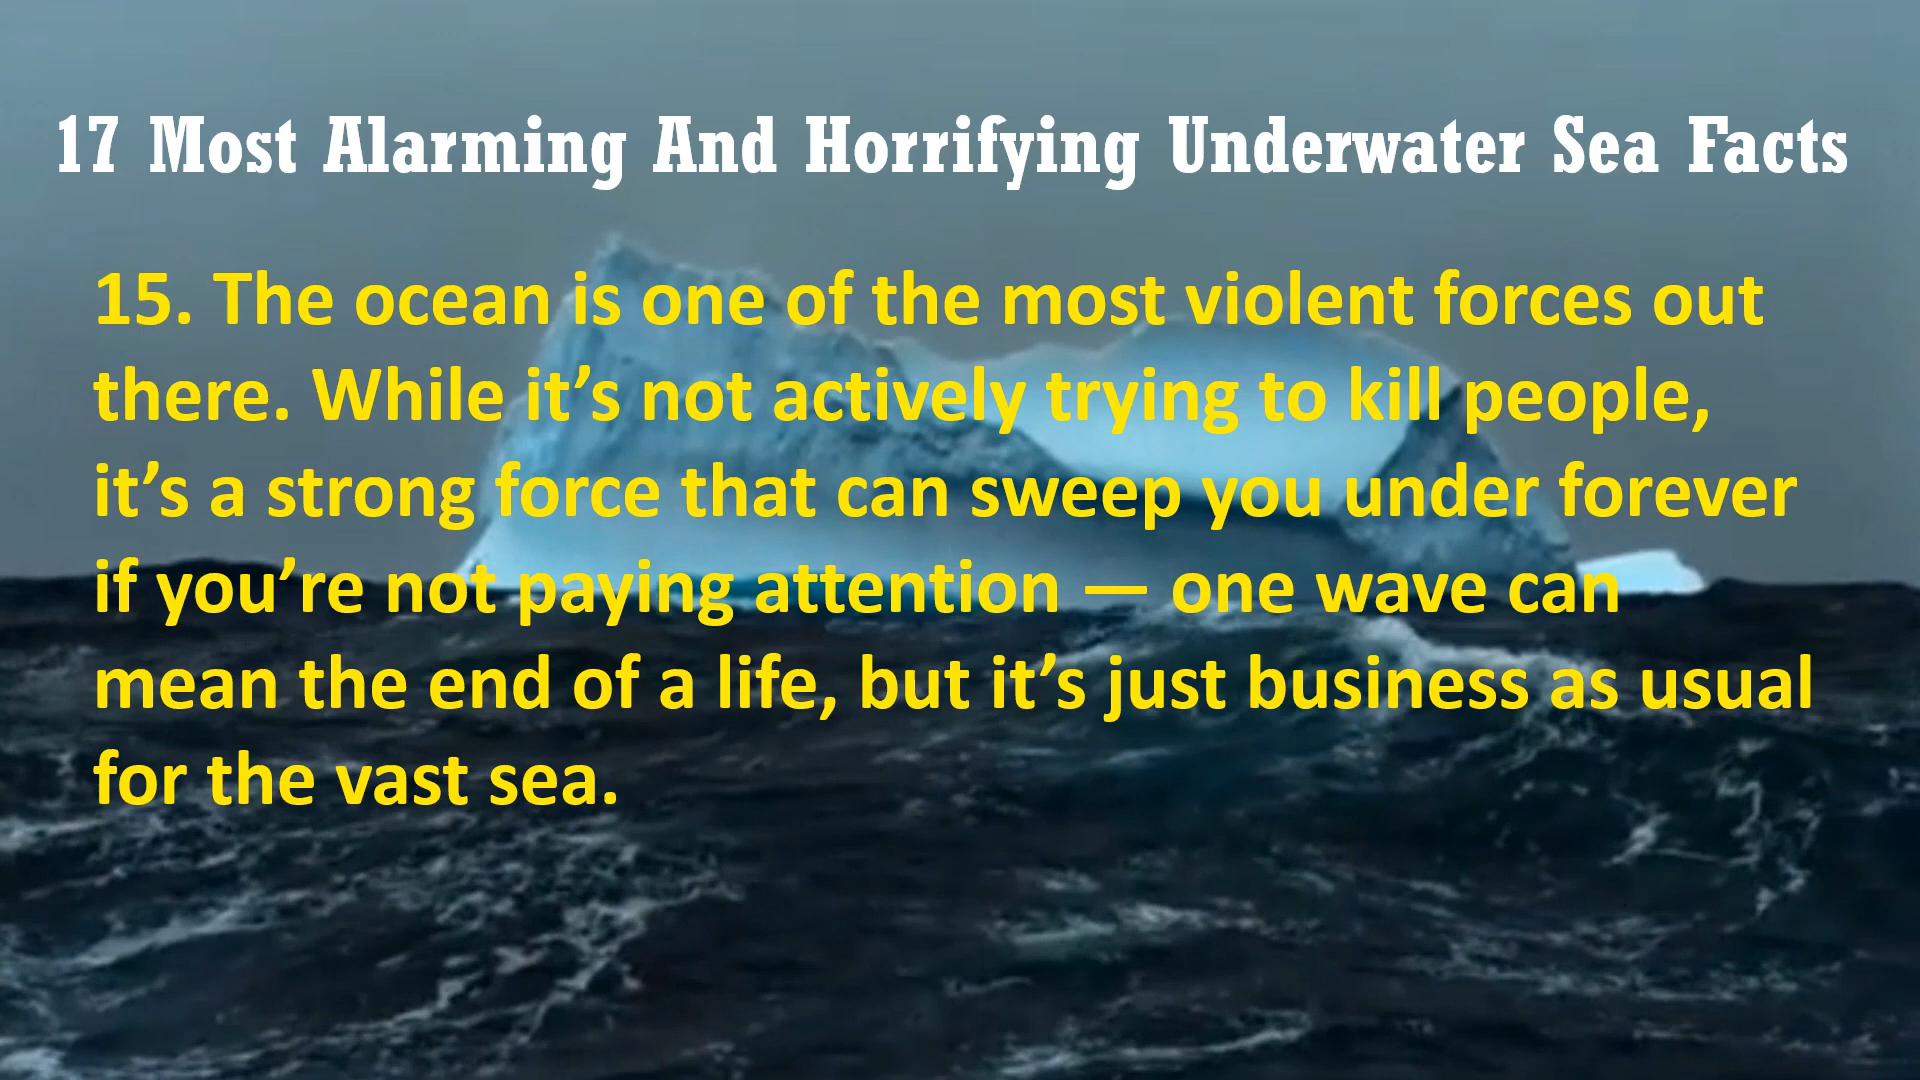 17 Most Alarming And Horrifying Underwater Sea Facts
15. The ocean is one of the most violent forces out
there. While it’s not actively trying to kill people,
it’s a strong force that can sweep you under forever
if you’re not paying attention — one wave can
mean the end of a life, but it’s just business as usual
for the vast sea.